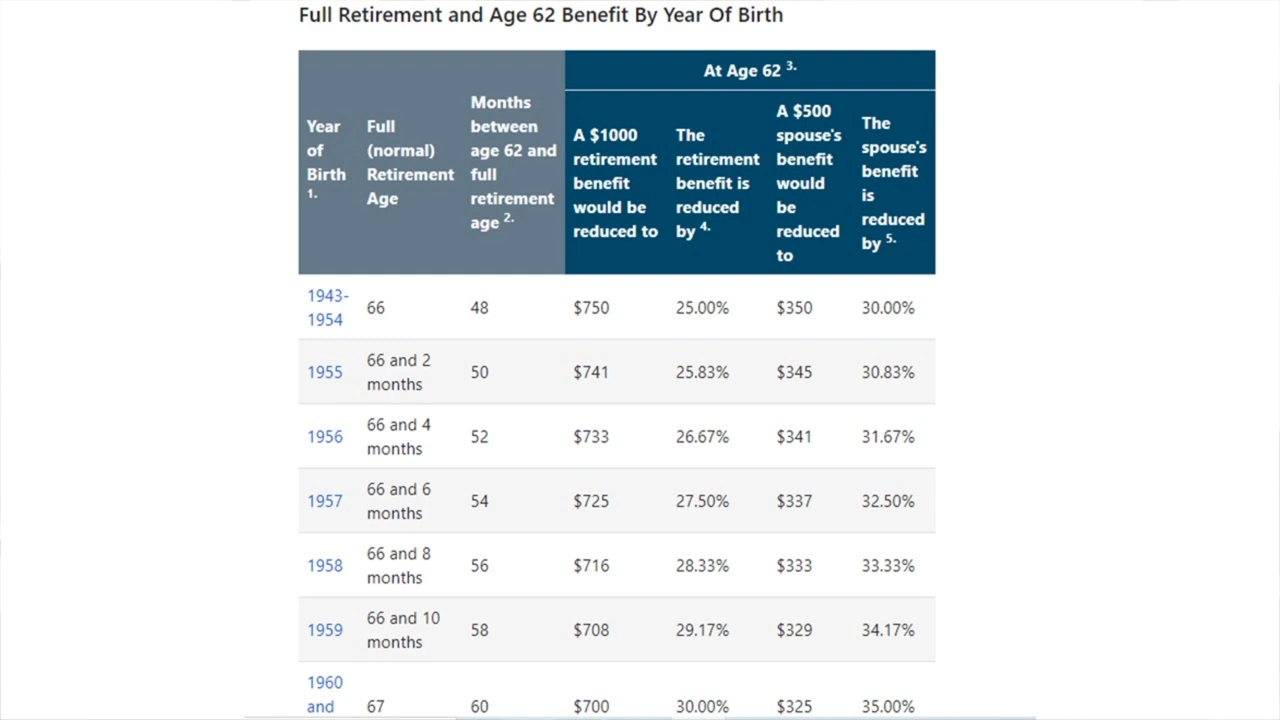 Full Retirement and Age 62 Benefit By Year Of Birth
At Age 62 3.
Year
of
Birth
1.
Full
(normal)
Retirement
Age
Months
between
age 62 and
full
retirement
age 2.
A $1000
retirement
benefit
would be
reduced to
The
retirement
benefit is
reduced
by 4.
A $500
spouse's
benefit
would
be
reduced
to
The
spouse's
benefit
is
reduced
by 5.
1943-
1954
66
48
$750
25.00%
$350
30.00%
1955
66 and 2
months
50
$741
25.83%
$345
30.83%
1956
66 and 4
months
52
$733
26.67%
$341
31.67%
1957
66 and 6
months
54
$725
27.50%
$337
32.50%
1958
66 and 8
months
56
$716
28.33%
$333
33.33%
1959
66 and 10
months
58
$708
29.17%
$329
34.17%
1960
and
67
60
$700
30.00%
$325
35.00%